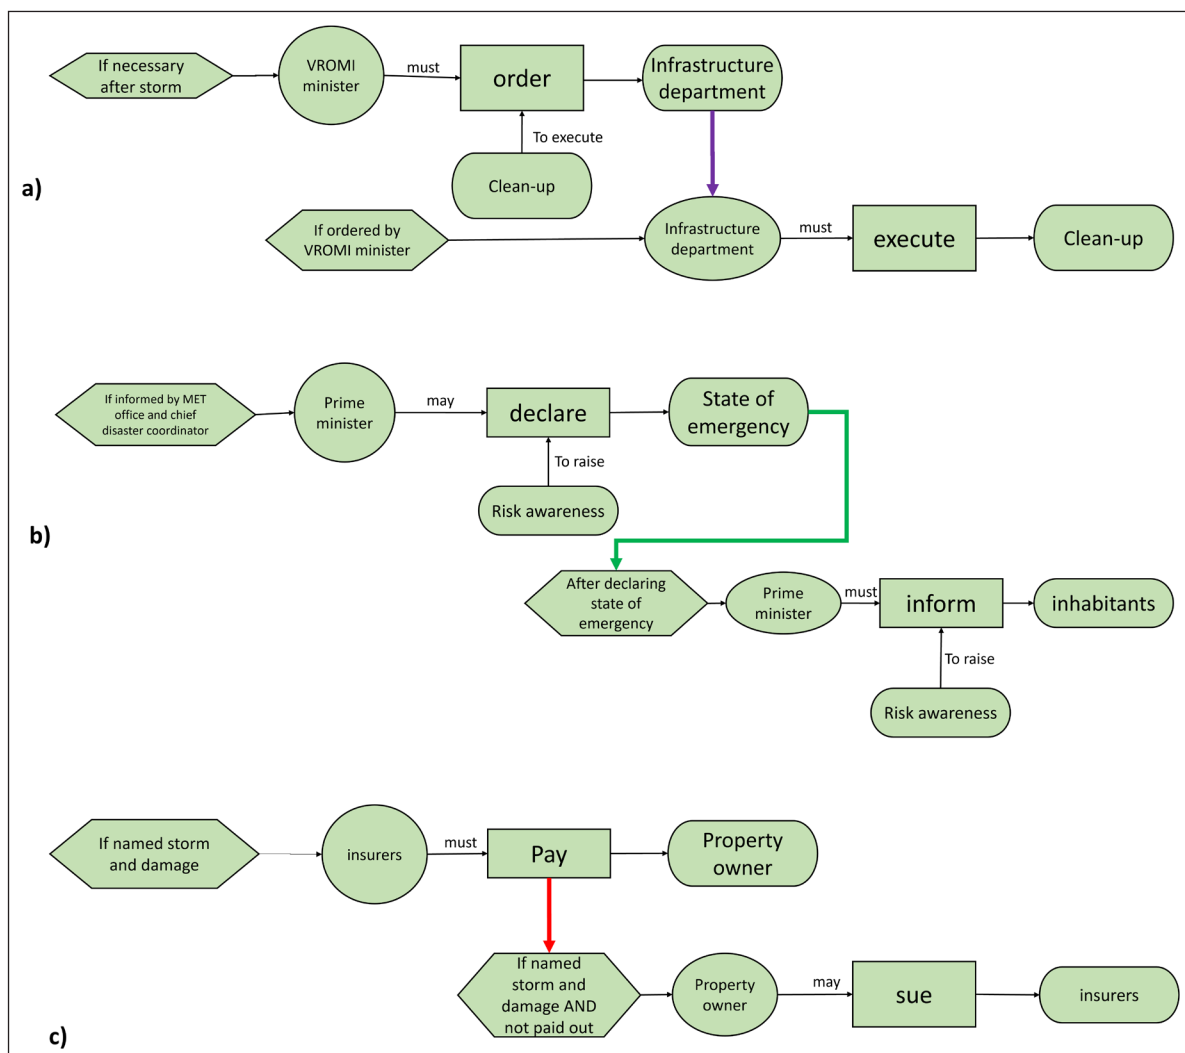 If necessary
after storm
VROMI
minister
must
order
Infrastructure
department
To execute
Clean-up
a)
If ordered by
VROMI minister
Infrastructure
department
must
execute
Clean-up
If informed by MET
office and chief
disaster coordinator
Prime
minister
may
declare
State of
emergency
To raise
Risk awareness
b)
After declaring
state of
emergency
Prime
minister
must
inform
inhabitants
To raise
Risk awareness
If named storm
and damage
insurers
must
Pay
Property
owner
If named
storm and
damage AND
not paid out
Property
owner
may
sue
insurers
c)